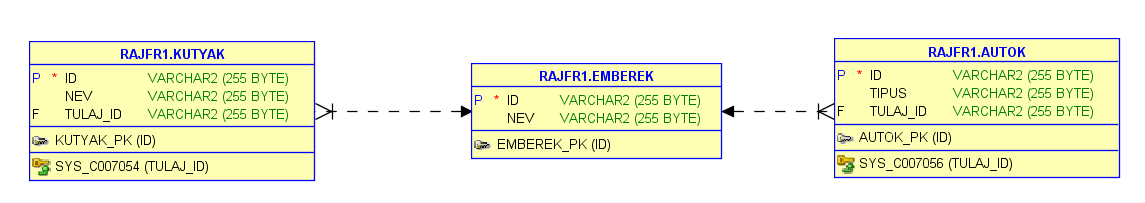 RAJFR1.KUTYAK
P * ID VARCHAR2 (255 BYTE)
NEV VARCHAR2 (255 BYTE)
F TULAJ_ID VARCHAR2 (255 BYTE)
KUTYAK_PK (ID)
SYS_C007054 (TULAJ_ID)
RAJFR1.EMBEREK
P * ID VARCHAR2 (255 BYTE)
NEV VARCHAR2 (255 BYTE)
EMBEREK_PK (ID)
RAJFR1.AUTOK
P * ID VARCHAR2 (255 BYTE)
TIPUS VARCHAR2 (255 BYTE)
F TULAJ_ID VARCHAR2 (255 BYTE)
AUTOK_PK (ID)
SYS_C007056 (TULAJ_ID)